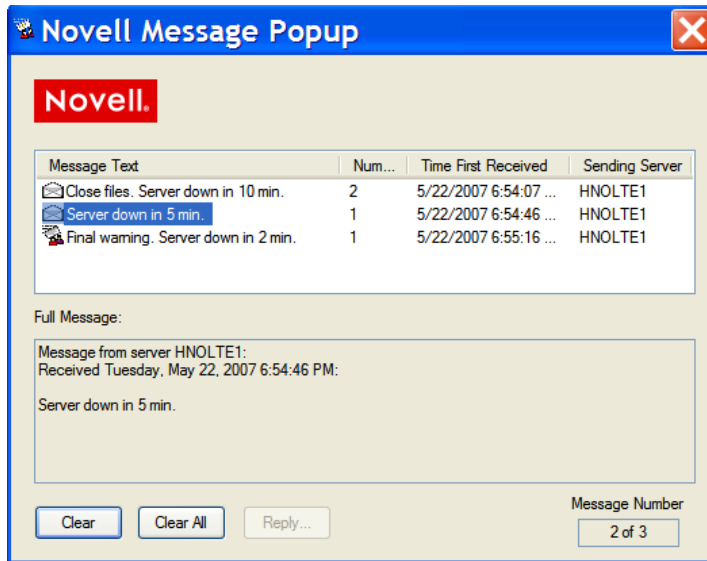 Novell Message Popup
Novell.
Message Text Num... Time First Received Sending Server
Close files. Server down in 10 min. 2 5/22/2007 6:54:07 ... HNOLTE1
Server down in 5 min. 1 5/22/2007 6:54:46 ... HNOLTE1
Final warning. Server down in 2 min. 1 5/22/2007 6:55:16 ... HNOLTE1
Full Message:
Message from server HNOLTE1:
Received Tuesday, May 22, 2007 6:54:46 PM:
Server down in 5 min.
Message Number
Clear Clear All Reply... 2 of 3